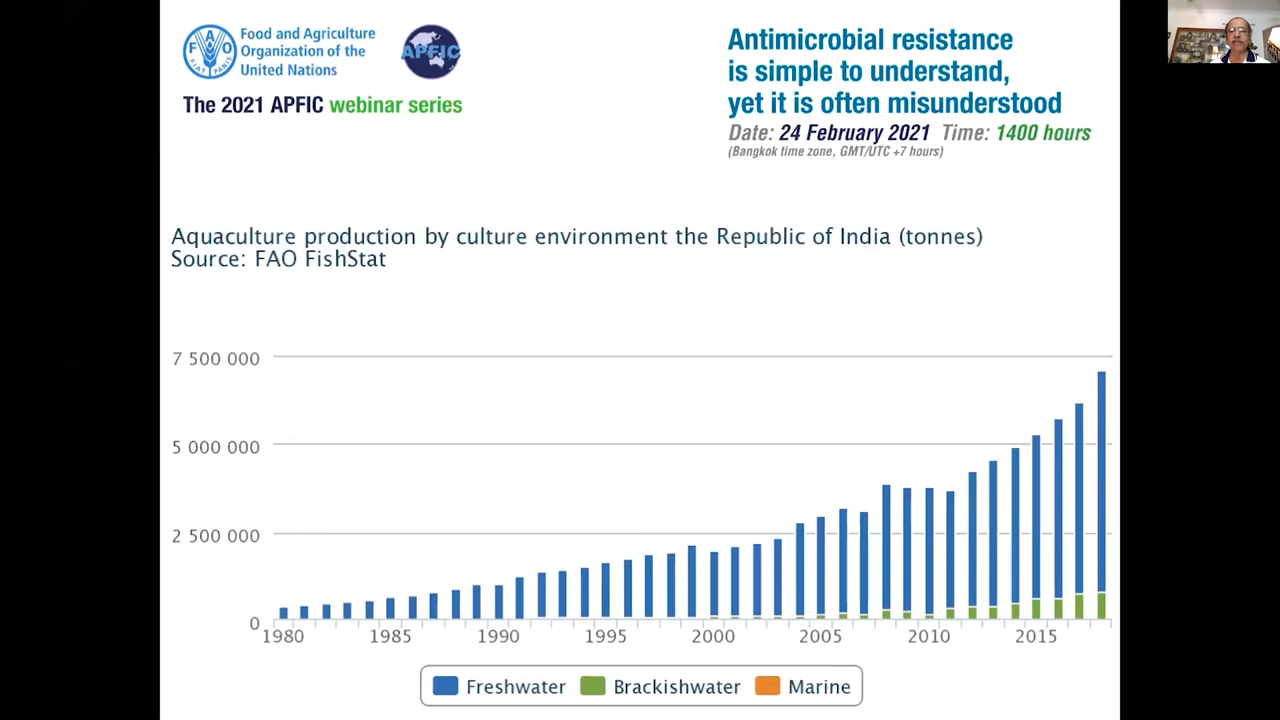 Food and Agriculture
Organization of the
United Nations
FAO
FIAT PANIS
APFIC
The 2021 APFIC webinar series
Antimicrobial resistance
is simple to understand,
yet it is often misunderstood
Date: 24 February 2021 Time: 1400 hours
(Bangkok time zone, GMT/UTC +7 hours)
Aquaculture production by culture environment the Republic of India (tonnes)
Source: FAO FishStat
7 500 000
5 000 000
2 500 000
0
1980 1985 1990 1995 2000 2005 2010 2015
Freshwater Brackishwater Marine